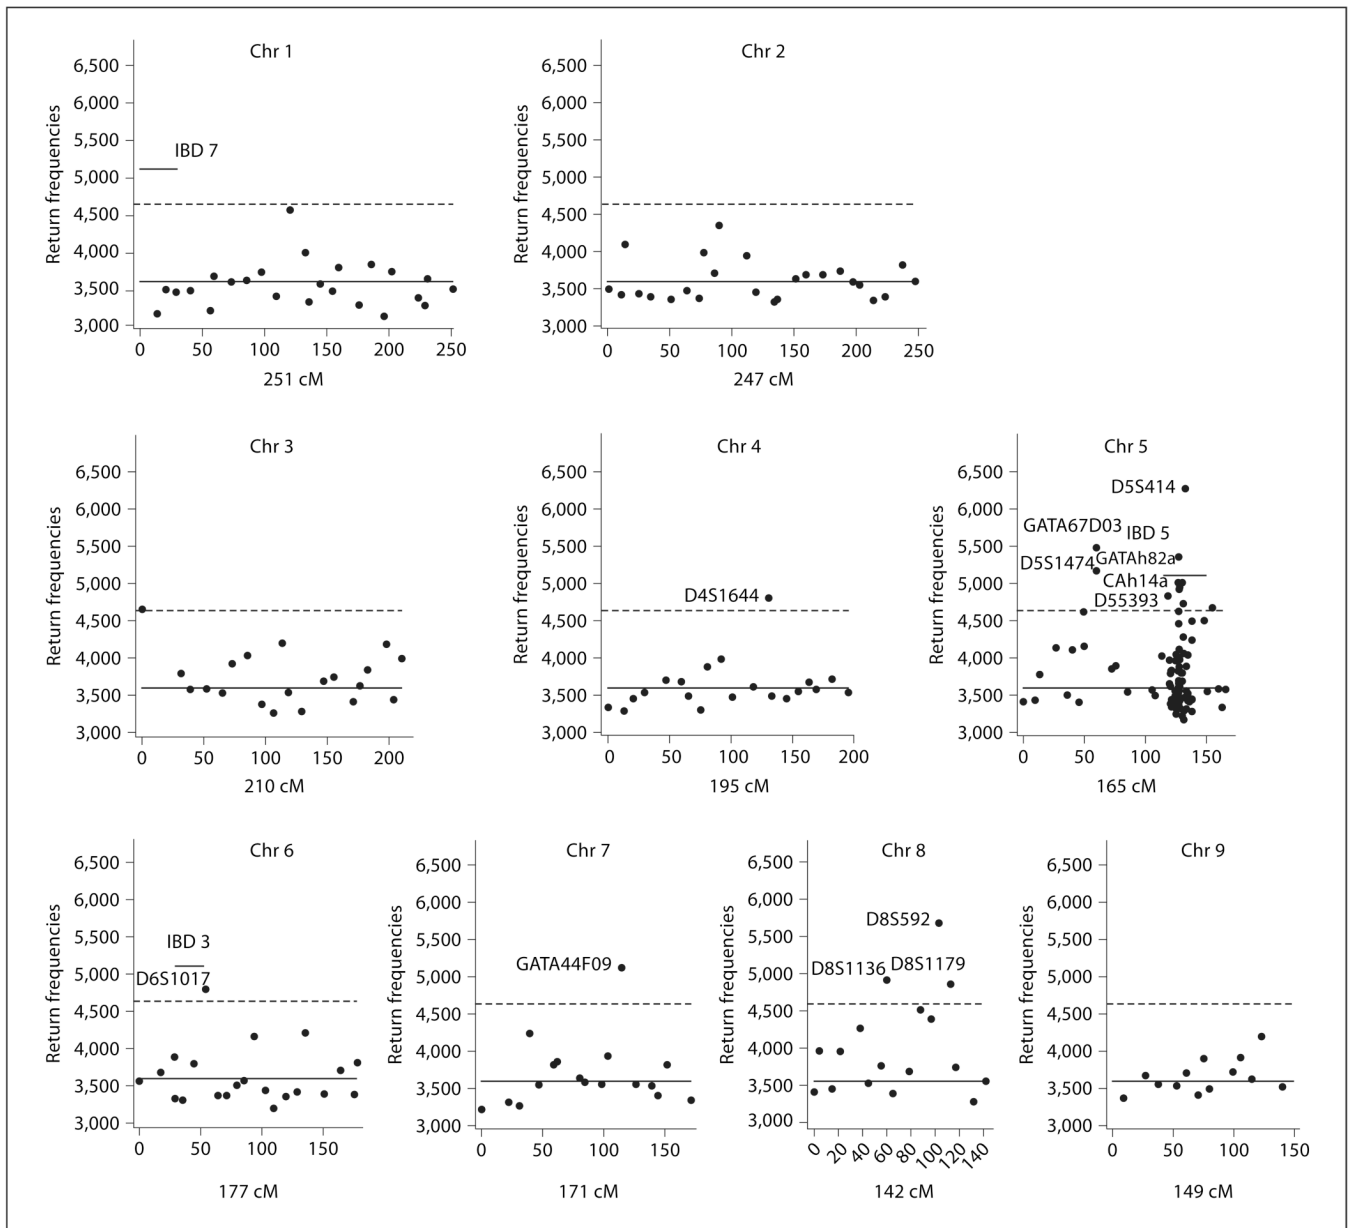 Chr 1
Return frequencies
6,500
6,000
5,500
5,000
4,500
4,000
3,500
3,000
IBD 7
0 50 100 150 200 250
251 cM
Chr 2
Return frequencies
6,500
6,000
5,500
5,000
4,500
4,000
3,500
3,000
0 50 100 150 200 250
247 cM
Chr 3
Return frequencies
6,500
6,000
5,500
5,000
4,500
4,000
3,500
3,000
0 50 100 150 200
210 cM
Chr 4
Return frequencies
6,500
6,000
5,500
5,000
4,500
4,000
3,500
3,000
D4S1644
0 50 100 150 200
195 cM
Chr 5
Return frequencies
6,500
6,000
5,500
5,000
4,500
4,000
3,500
3,000
D5S414
GATA67D03
IBD 5
D5S1474
GATAh82a
CAh14a
D55393
0 50 100 150
165 cM
Chr 6
Return frequencies
6,500
6,000
5,500
5,000
4,500
4,000
3,500
3,000
IBD 3
D6S1017
0 50 100 150
177 cM
Chr 7
Return frequencies
6,500
6,000
5,500
5,000
4,500
4,000
3,500
3,000
GATA44F09
0 50 100 150
171 cM
Chr 8
Return frequencies
6,500
6,000
5,500
5,000
4,500
4,000
3,500
3,000
D8S592
D8S1136
D8S1179
0 20 40 60 80 100 120 140
142 cM
Chr 9
Return frequencies
6,500
6,000
5,500
5,000
4,500
4,000
3,500
3,000
0 50 100 150
149 cM